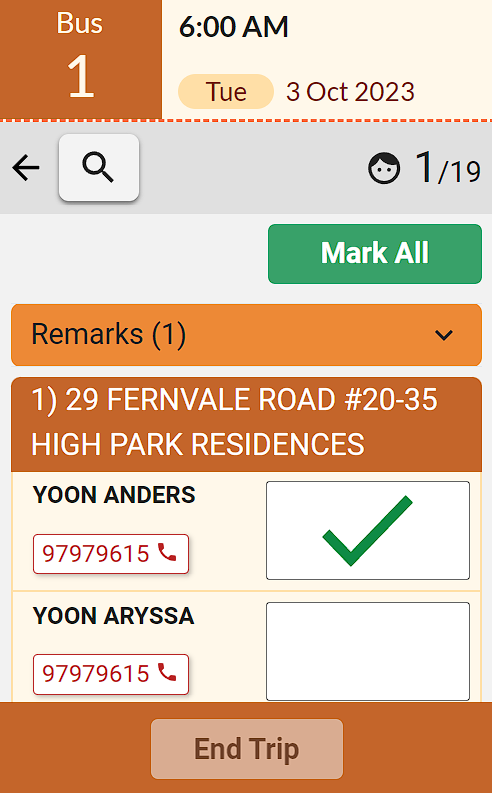 Bus
1
6:00 AM
Tue 3 Oct 2023
1/19
Mark All
Remarks (1)
1) 29 FERNVALE ROAD #20-35
HIGH PARK RESIDENCES
YOON ANDERS
97979615
YOON ARYSSA
97979615
End Trip